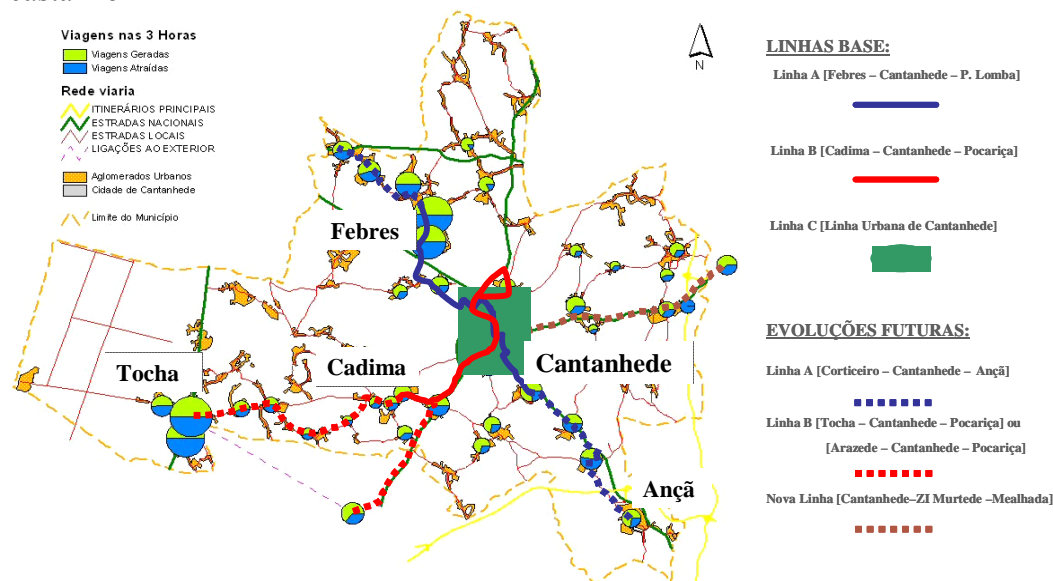 Viagens nas 3 Horas
Viagens Geradas
Viagens Atraídas
Rede viaria
ITINERÁRIOS PRINCIPAIS
ESTRADAS NACIONAIS
ESTRADAS LOCAIS
LIGAÇÕES AO EXTERIOR
Aglomerados Urbanos
Cidade de Cantanhede
Limite do Município
N
Febres
Tocha
Cadima
Cantanhede
Ançã
LINHAS BASE:
Linha A [Febres – Cantanhede – P. Lomba]
Linha B [Cadima – Cantanhede – Pocariça]
Linha C [Linha Urbana de Cantanhede]
EVOLUÇÕES FUTURAS:
Linha A [Corticeiro – Cantanhede – Ançã]
Linha B [Tocha – Cantanhede – Pocariça] ou
[Arazede – Cantanhede – Pocariça]
Nova Linha [Cantanhede–ZI Murtede –Mealhada]